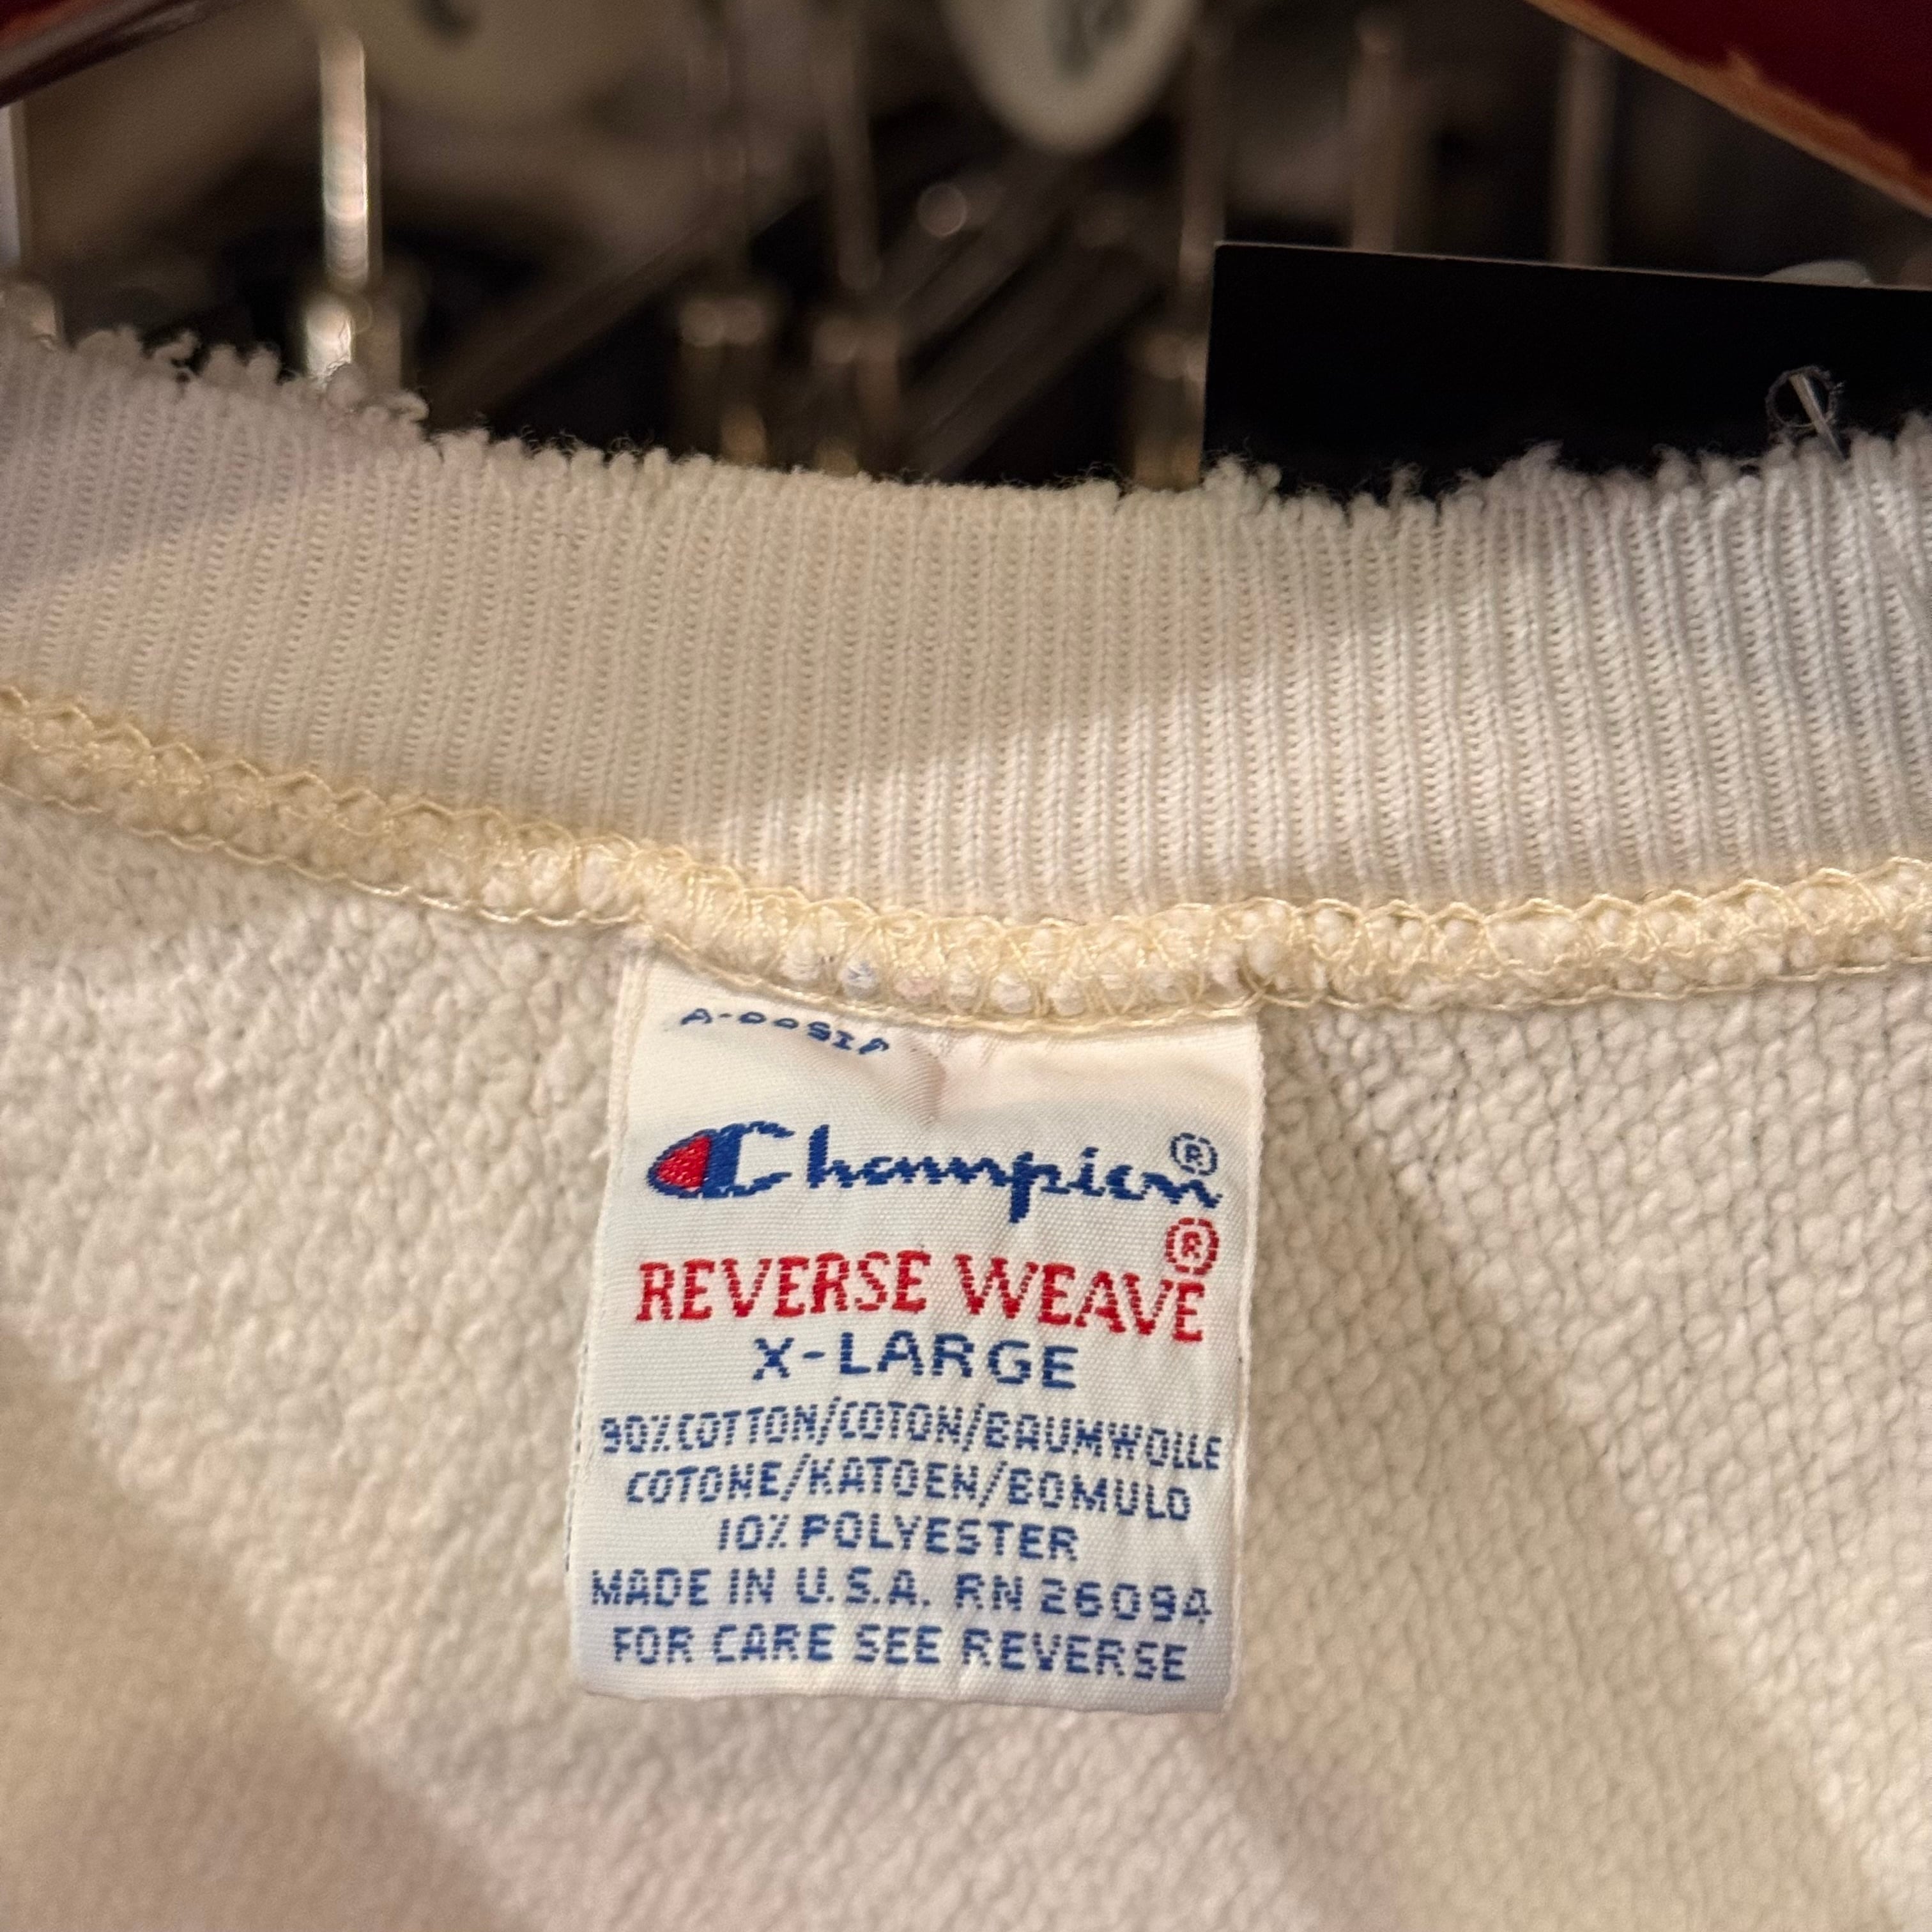 Champion®
REVERSE WEAVE®
X-LARGE
90% COTTON/COTON/BAUMWOLLE
COTONE/KATOEN/BOMULD
10% POLYESTER
MADE IN U.S.A. RN 26094
FOR CARE SEE REVERSE